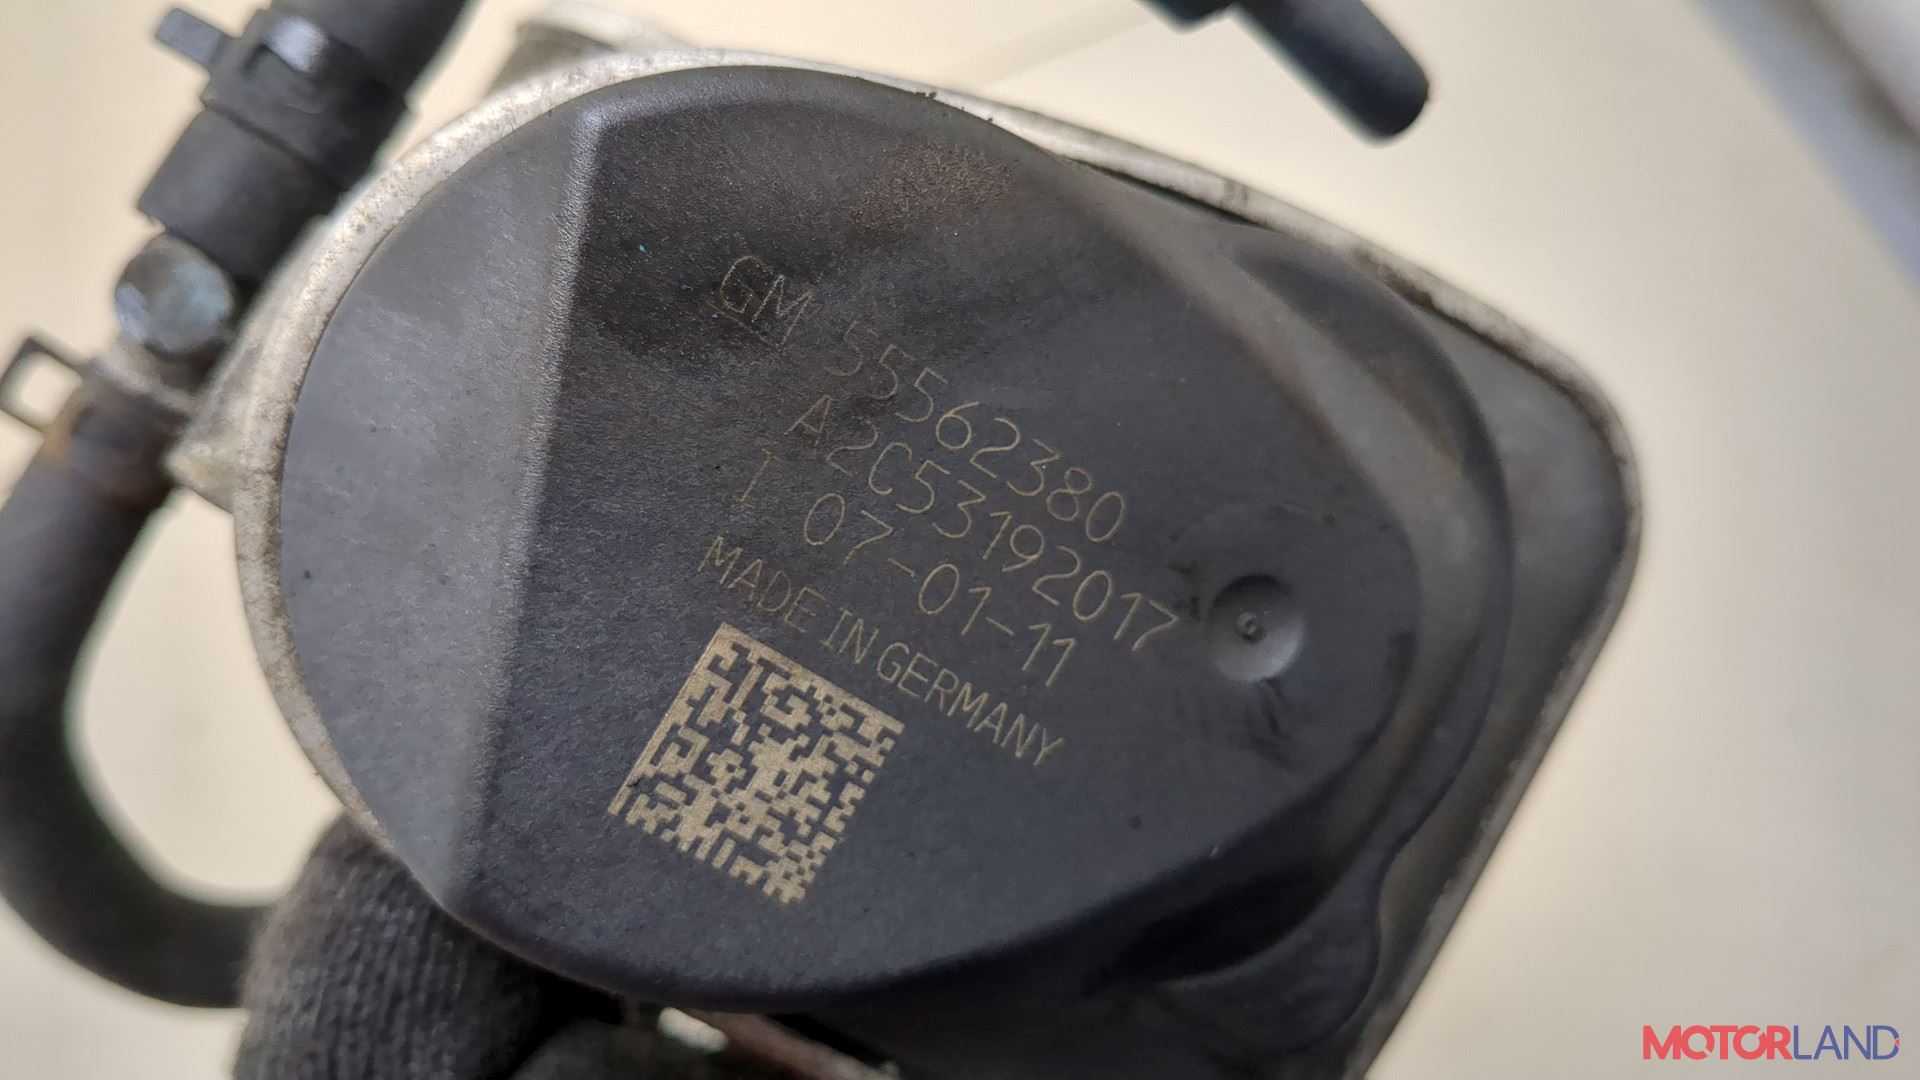 GM 55562380
A2C53192017
T 07-01-11
MADE IN GERMANY
MOTORLAND